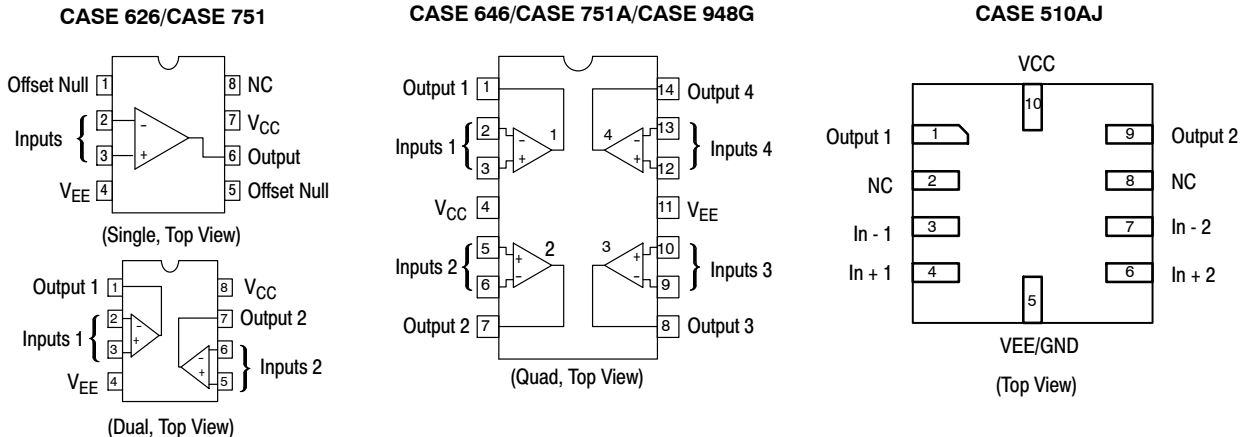 CASE 626/CASE 751
Offset Null 1
8 NC
Inputs { 2
3
- +
7 VCC
6 Output
VEE 4
5 Offset Null
(Single, Top View)
Output 1 1
8 VCC
Inputs 1 { 2
3
- +
7 Output 2
6
5 } Inputs 2
- +
VEE 4
(Dual, Top View)
CASE 646/CASE 751A/CASE 948G
Output 1 1
14 Output 4
Inputs 1 { 2
3
- + 1
4 - +
13
12 } Inputs 4
VCC 4
11 VEE
Inputs 2 { 5
6
+ - 2
3 + -
10
9 } Inputs 3
Output 2 7
8 Output 3
(Quad, Top View)
CASE 510AJ
VCC
10
Output 1 1
9 Output 2
NC 2
8 NC
In - 1 3
7 In - 2
In + 1 4
6 In + 2
5
VEE/GND
(Top View)